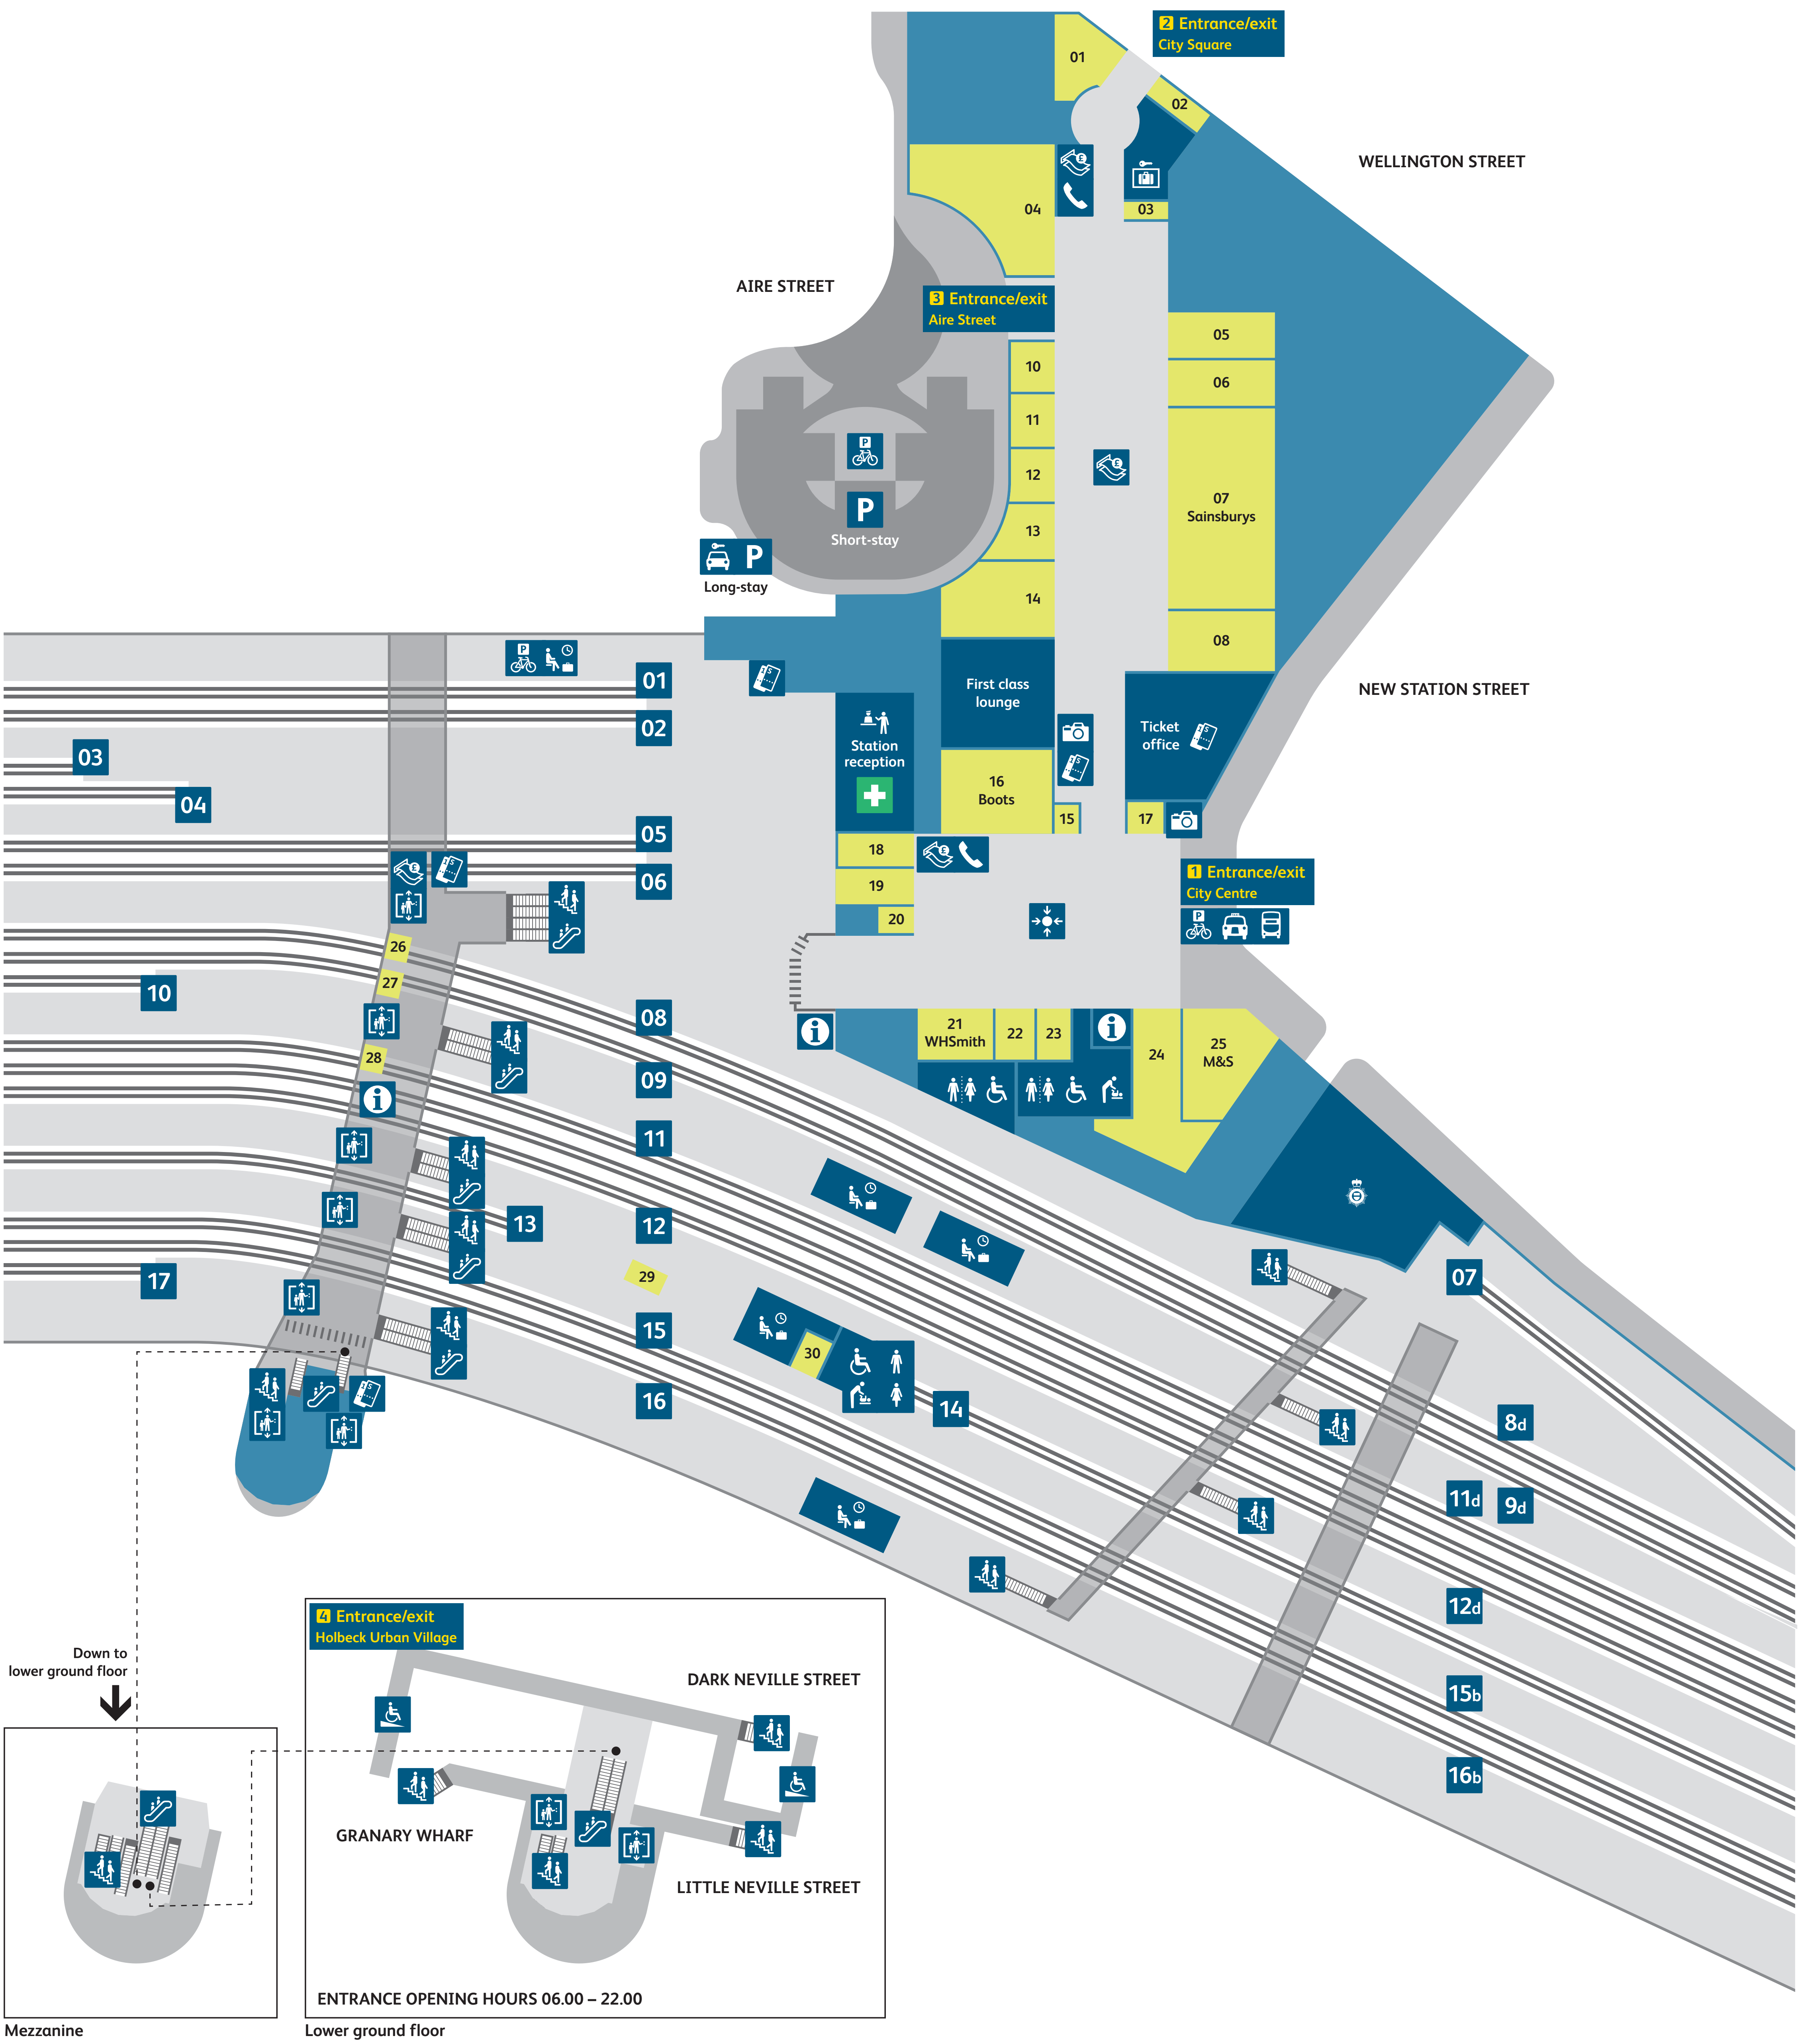 2 Entrance/exit
City Square
01
02
WELLINGTON STREET
03
04
AIRE STREET
3 Entrance/exit
Aire Street
05
10
06
11
P
12
07
Sainsburys
P
13
Short-stay
P
Long-stay
14
08
P
01
First class
lounge
NEW STATION STREET
02
Ticket
office
Station
reception
03
16
Boots
04
15
17
05
18
06
1 Entrance/exit
City Centre
19
20
P
26
27
10
08
21
WHSmith
22
23
24
25
M&S
i
i
28
09
i
11
13
12
17
29
07
15
30
16
14
8d
11d
9d
12d
15b
16b
4 Entrance/exit
Holbeck Urban Village
Down to
lower ground floor
DARK NEVILLE STREET
GRANARY WHARF
LITTLE NEVILLE STREET
ENTRANCE OPENING HOURS 06.00 – 22.00
Mezzanine
Lower ground floor